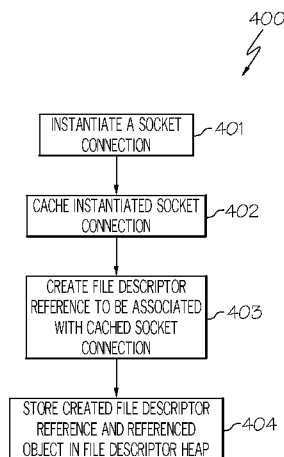 400
INSTANTIATE A SOCKET
CONNECTION
401
CACHE INSTANTIATED SOCKET
CONNECTION
402
CREATE FILE DESCRIPTOR
REFERENCE TO BE ASSOCIATED
WITH CACHED SOCKET
CONNECTION
403
STORE CREATED FILE DESCRIPTOR
REFERENCE AND REFERENCED
OBJECT IN FILE DESCRIPTOR HEAP
404